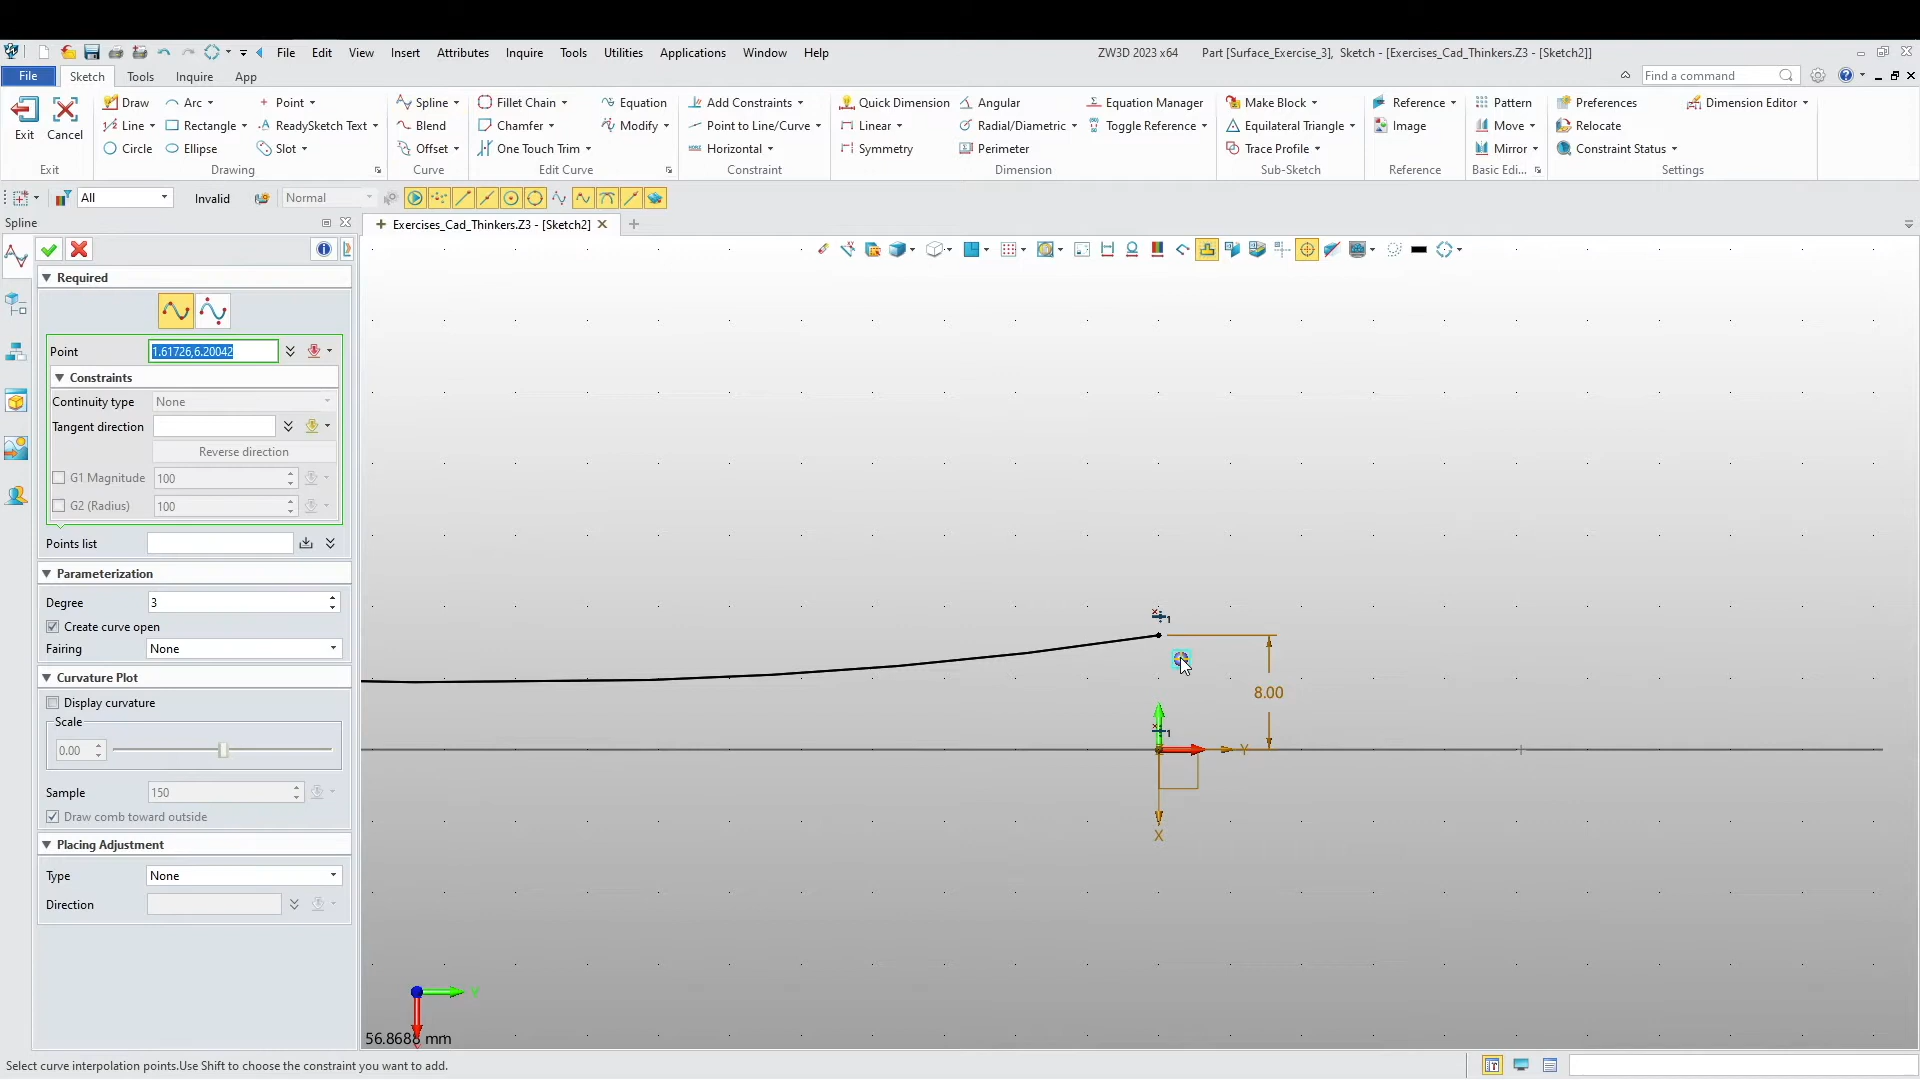 File Edit View Insert Attributes Inquire Tools Utilities Applications Window Help ZW3D 2023 x64 Part [Surface_Exercise_3], Sketch - [Exercises_Cad_Thinkers.Z3 - [Sketch2]]
File Sketch Tools Inquire App Find a command
Draw Arc Point Spline Fillet Chain Equation Add Constraints Quick Dimension Angular Equation Manager Make Block Reference Pattern Preferences Dimension Editor
Exit Cancel Line Rectangle ReadySketch Text Blend Chamfer Modify Point to Line/Curve Linear Radial/Diametric Toggle Reference Equilateral Triangle Image Move Relocate
Circle Ellipse Slot Offset One Touch Trim Horizontal Symmetry Perimeter Trace Profile Mirror Constraint Status
Exit Drawing Curve Edit Curve Constraint Dimension Sub-Sketch Reference Basic Edi... Settings
All Invalid Normal
Spline Exercises_Cad_Thinkers.Z3 - [Sketch2]
Required
Point 1.61726,6.20042
Constraints
Continuity type None
Tangent direction
Reverse direction
G1 Magnitude 100
G2 (Radius) 100
Points list
Parameterization
Degree 3
Create curve open
Fairing None
Curvature Plot
Display curvature
Scale
0.00
Sample 150
Draw comb toward outside
Placing Adjustment
Type None
Direction
1
8.00
1
Y
X
Y
56.8688 mm
Select curve interpolation points.Use Shift to choose the constraint you want to add.